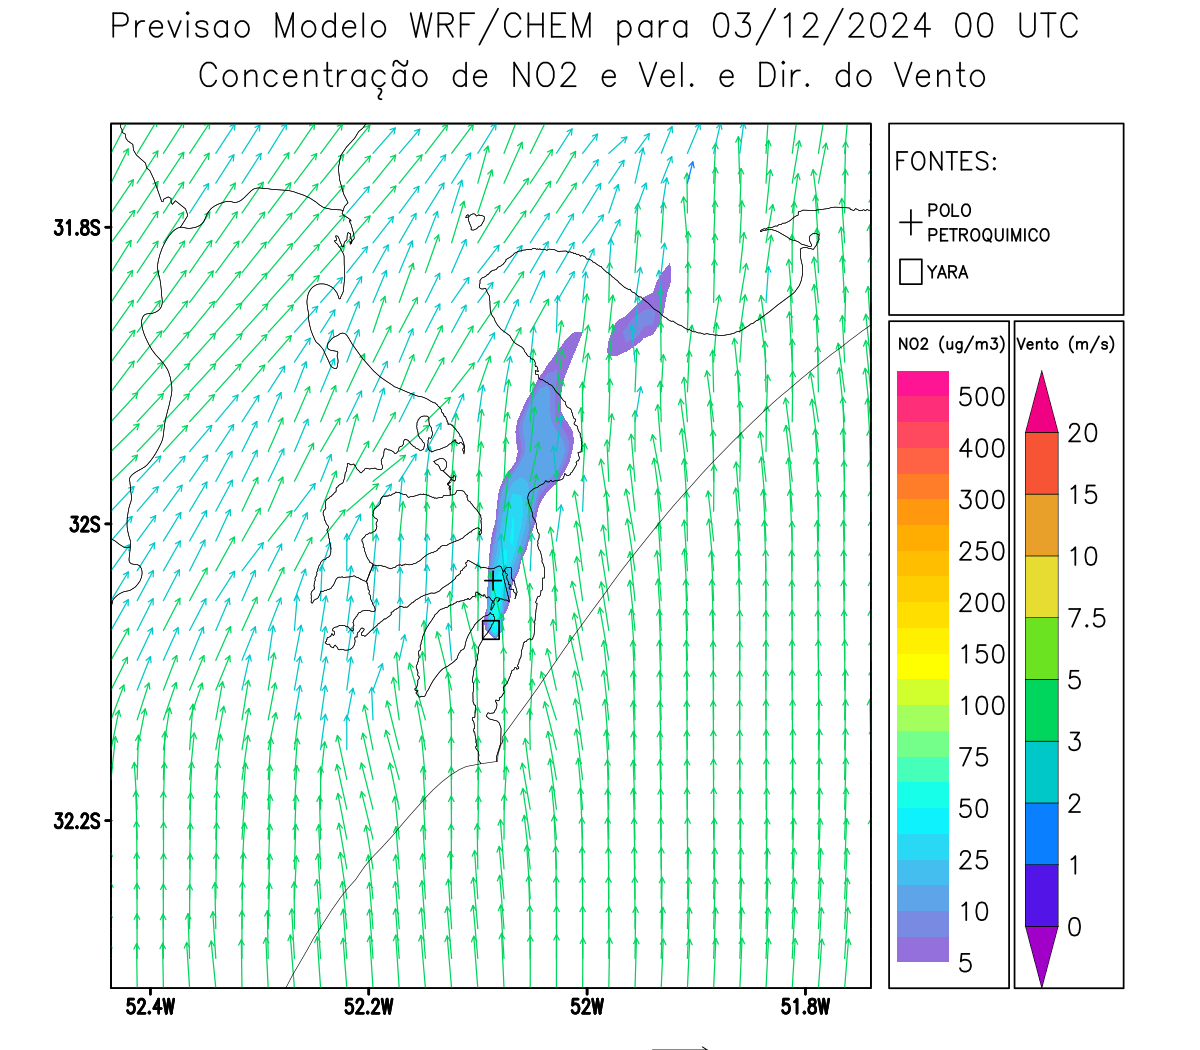 Previsao Modelo WRF/CHEM para 03/12/2024 00 UTC
Concentração de NO2 e Vel. e Dir. do Vento
FONTES:
POLO
PETROQUIMICO
YARA
NO2 (ug/m3)
500
400
300
250
200
150
100
75
50
25
10
5
Vento (m/s)
20
15
10
7.5
5
3
2
1
0
31.8S
32S
32.2S
52.4W
52.2W
52W
51.8W